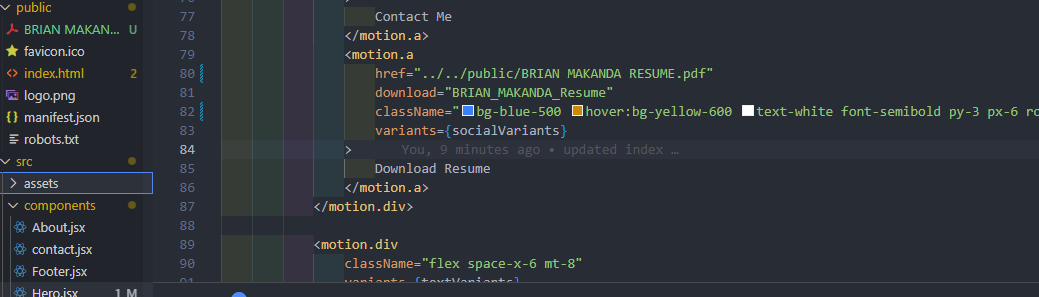 public
BRIAN MAKAN... U
favicon.ico
index.html 2
logo.png
manifest.json
robots.txt
src
assets
components
About.jsx
contact.jsx
Footer.jsx
Hero.jsx 1 M
77 Contact Me
78 </motion.a>
79 <motion.a
80 href="../../public/BRIAN MAKANDA RESUME.pdf"
81 download="BRIAN_MAKANDA_Resume"
82 className="bg-blue-500 hover:bg-yellow-600 text-white font-semibold py-3 px-6 ro
83 variants={socialVariants}
84 > You, 9 minutes ago • updated index …
85 Download Resume
86 </motion.a>
87 </motion.div>
88
89 <motion.div
90 className="flex space-x-6 mt-8"
91 variants={textVariants}